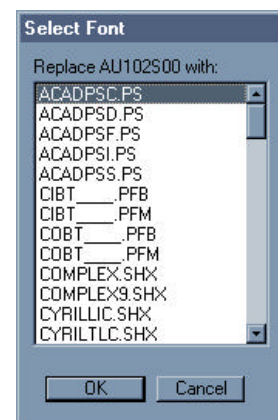 Select Font
Replace AU102S00 with:
ACADPSC.PS
ACADPSD.PS
ACADPSF.PS
ACADPSI.PS
ACADPSS.PS
CIBT____.PFB
CIBT____.PFM
COBT____.PFB
COBT____.PFM
COMPLEX.SHX
COMPLEX9.SHX
CYRILLIC.SHX
CYRILTLC.SHX
OK Cancel